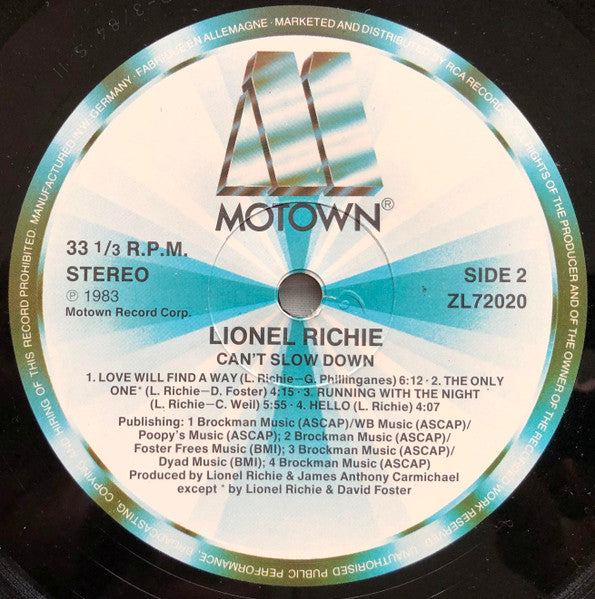 MOTOWN®
33 1/3 R.P.M.
STEREO
℗ 1983
Motown Record Corp.
SIDE 2
ZL72020
LIONEL RICHIE
CAN'T SLOW DOWN
1. LOVE WILL FIND A WAY (L. Richie–G. Phillinganes) 6:12 · 2. THE ONLY
ONE* (L. Richie–D. Foster) 4:15 · 3. RUNNING WITH THE NIGHT
(L. Richie–C. Weil) 5:55 · 4. HELLO (L. Richie) 4:07
Publishing: 1 Brockman Music (ASCAP)/WB Music (ASCAP)/
Poopy's Music (ASCAP); 2 Brockman Music (ASCAP)/
Foster Frees Music (BMI); 3 Brockman Music (ASCAP)/
Dyad Music (BMI); 4 Brockman Music (ASCAP)
Produced by Lionel Richie & James Anthony Carmichael
except * by Lionel Richie & David Foster
MANUFACTURED IN W. GERMANY · FABRIQUE EN ALLEMAGNE · MARKETED AND DISTRIBUTED BY RCA RECORDS · ALL RIGHTS OF THE PRODUCER AND OF THE OWNER OF THE RECORDED WORK RESERVED. UNAUTHORISED PUBLIC PERFORMANCE, BROADCASTING, COPYING AND HIRING OF THIS RECORD PROHIBITED.